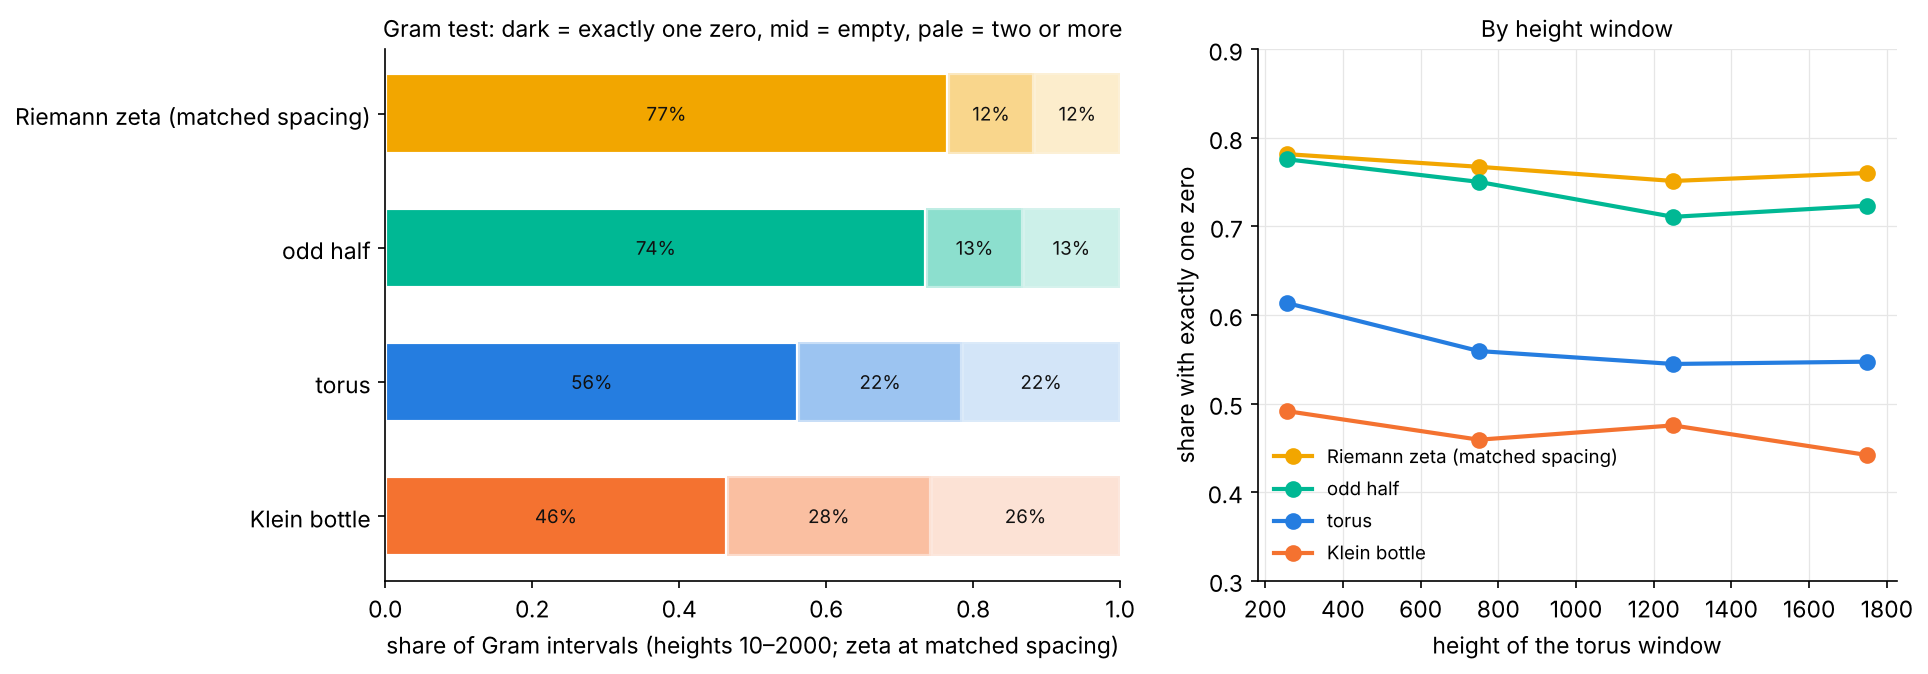 Gram test: dark = exactly one zero, mid = empty, pale = two or more
Riemann zeta (matched spacing)
77%
12%
12%
odd half
74%
13%
13%
torus
56%
22%
22%
Klein bottle
46%
28%
26%
0.0 0.2 0.4 0.6 0.8 1.0
share of Gram intervals (heights 10–2000; zeta at matched spacing)
By height window
0.9
0.8
0.7
0.6
0.5
0.4
0.3
share with exactly one zero
Riemann zeta (matched spacing)
odd half
torus
Klein bottle
200 400 600 800 1000 1200 1400 1600 1800
height of the torus window